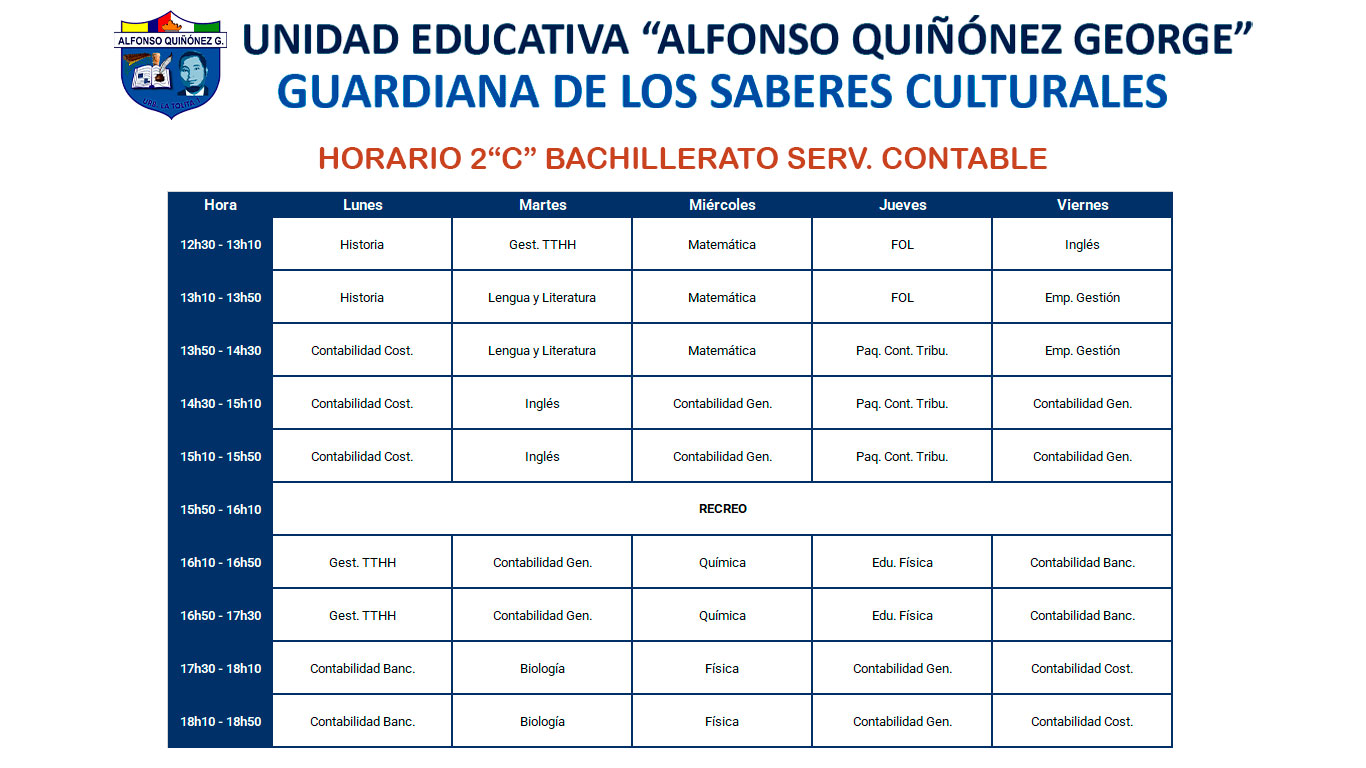 ALFONSO QUIÑÓNEZ G.
URB. LA TOLITA 1
UNIDAD EDUCATIVA “ALFONSO QUIÑÓNEZ GEORGE”
GUARDIANA DE LOS SABERES CULTURALES
HORARIO 2“C” BACHILLERATO SERV. CONTABLE
Hora Lunes Martes Miércoles Jueves Viernes
12h30 - 13h10 Historia Gest. TTHH Matemática FOL Inglés
13h10 - 13h50 Historia Lengua y Literatura Matemática FOL Emp. Gestión
13h50 - 14h30 Contabilidad Cost. Lengua y Literatura Matemática Paq. Cont. Tribu. Emp. Gestión
14h30 - 15h10 Contabilidad Cost. Inglés Contabilidad Gen. Paq. Cont. Tribu. Contabilidad Gen.
15h10 - 15h50 Contabilidad Cost. Inglés Contabilidad Gen. Paq. Cont. Tribu. Contabilidad Gen.
15h50 - 16h10 RECREO
16h10 - 16h50 Gest. TTHH Contabilidad Gen. Química Edu. Física Contabilidad Banc.
16h50 - 17h30 Gest. TTHH Contabilidad Gen. Química Edu. Física Contabilidad Banc.
17h30 - 18h10 Contabilidad Banc. Biología Física Contabilidad Gen. Contabilidad Cost.
18h10 - 18h50 Contabilidad Banc. Biología Física Contabilidad Gen. Contabilidad Cost.